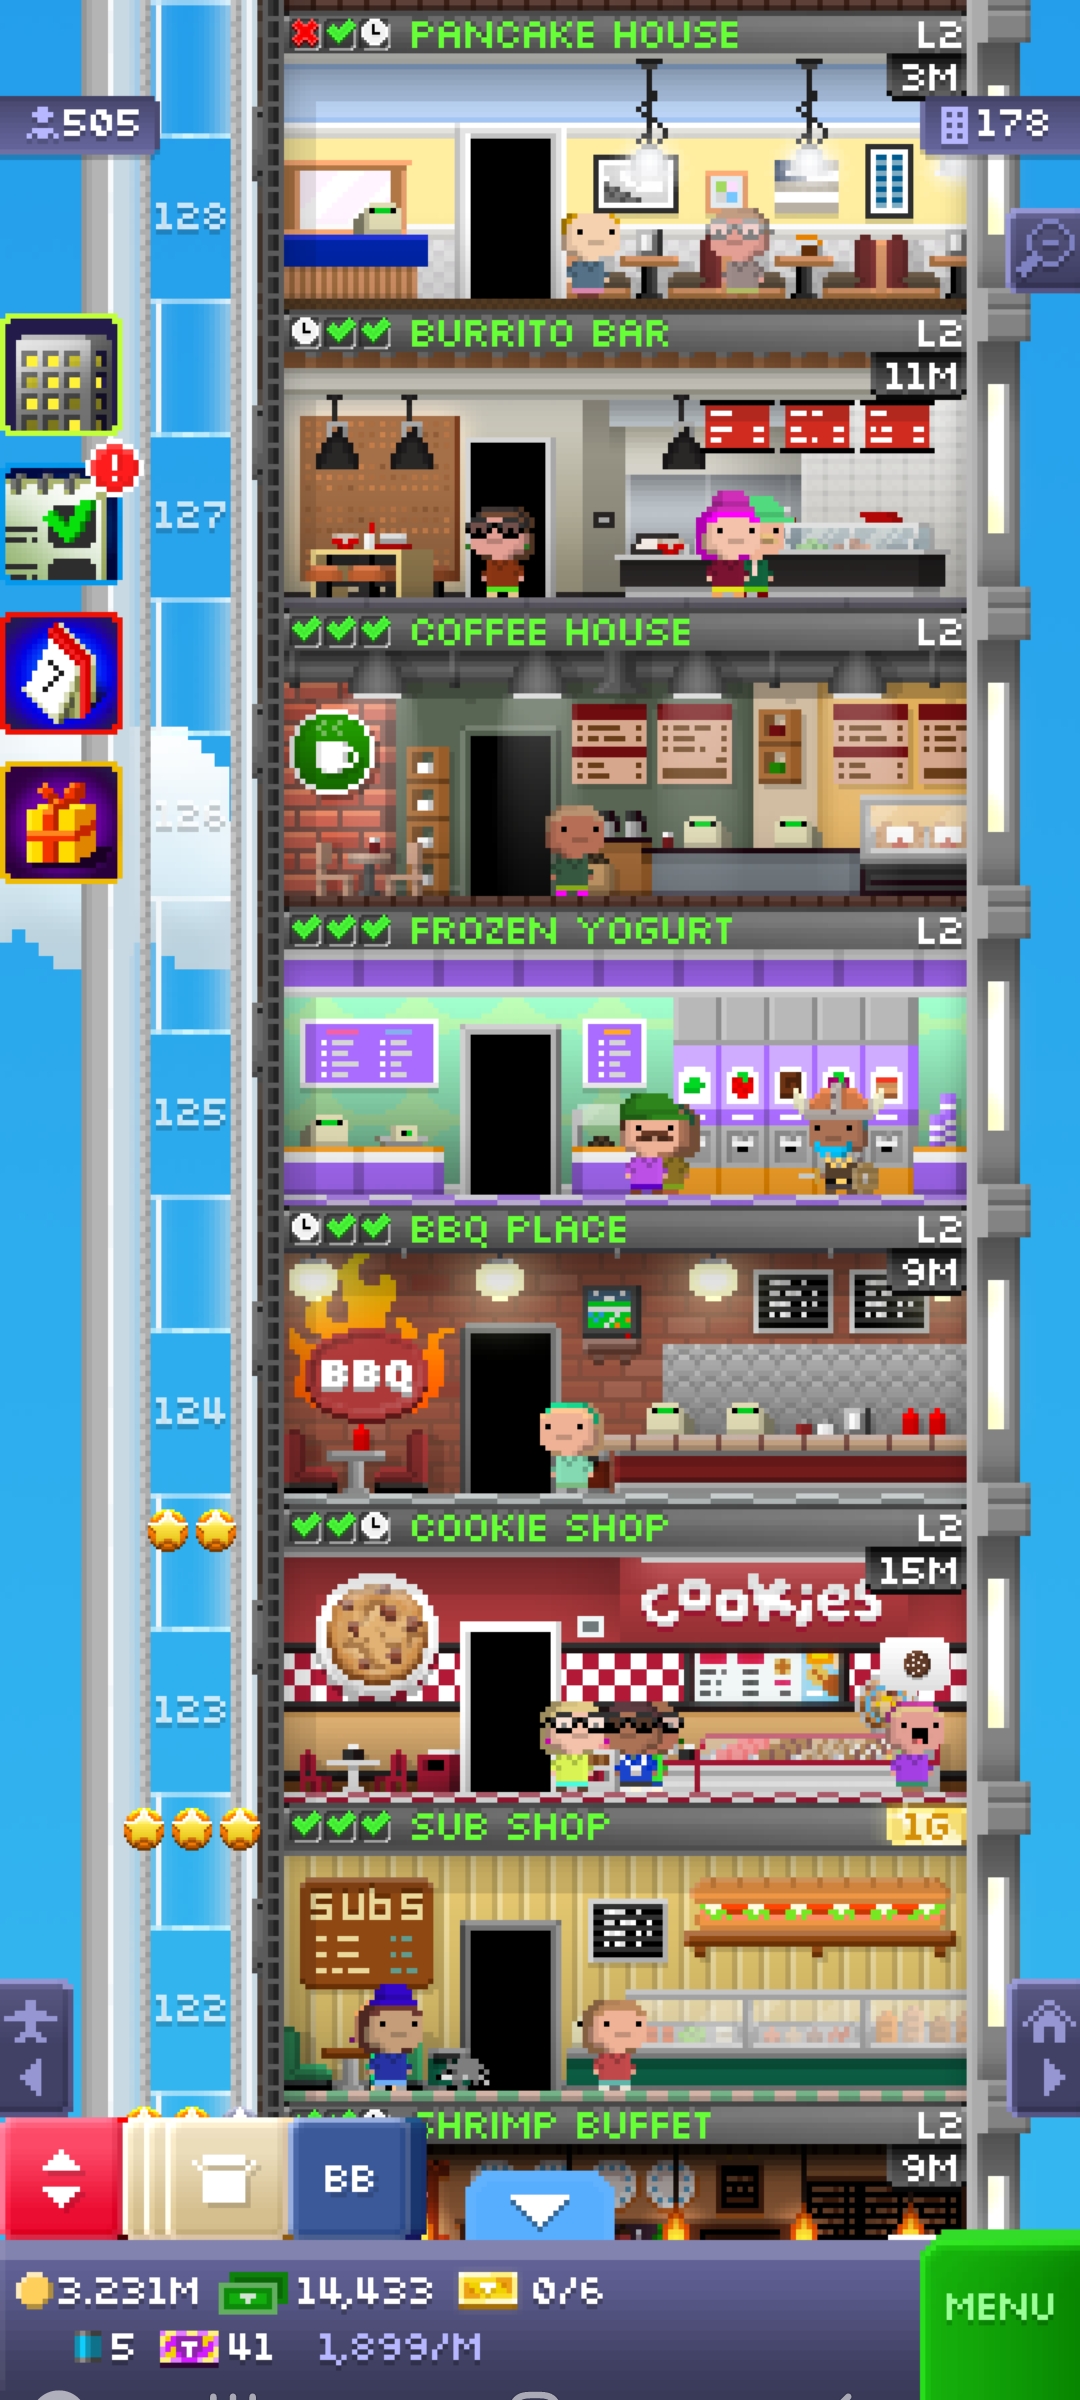 PANCAKE HOUSE L2
3M
505
178
128
BURRITO BAR L2
11M
127
COFFEE HOUSE L2
7
126
FROZEN YOGURT L2
125
BBQ PLACE L2
9M
BBQ
124
COOKIE SHOP L2
15M
cookies
123
SUB SHOP 1G
subs
122
SHRIMP BUFFET L2
9M
BB
3.231M 14,433 0/6
MENU
5 T 41 1,899/M